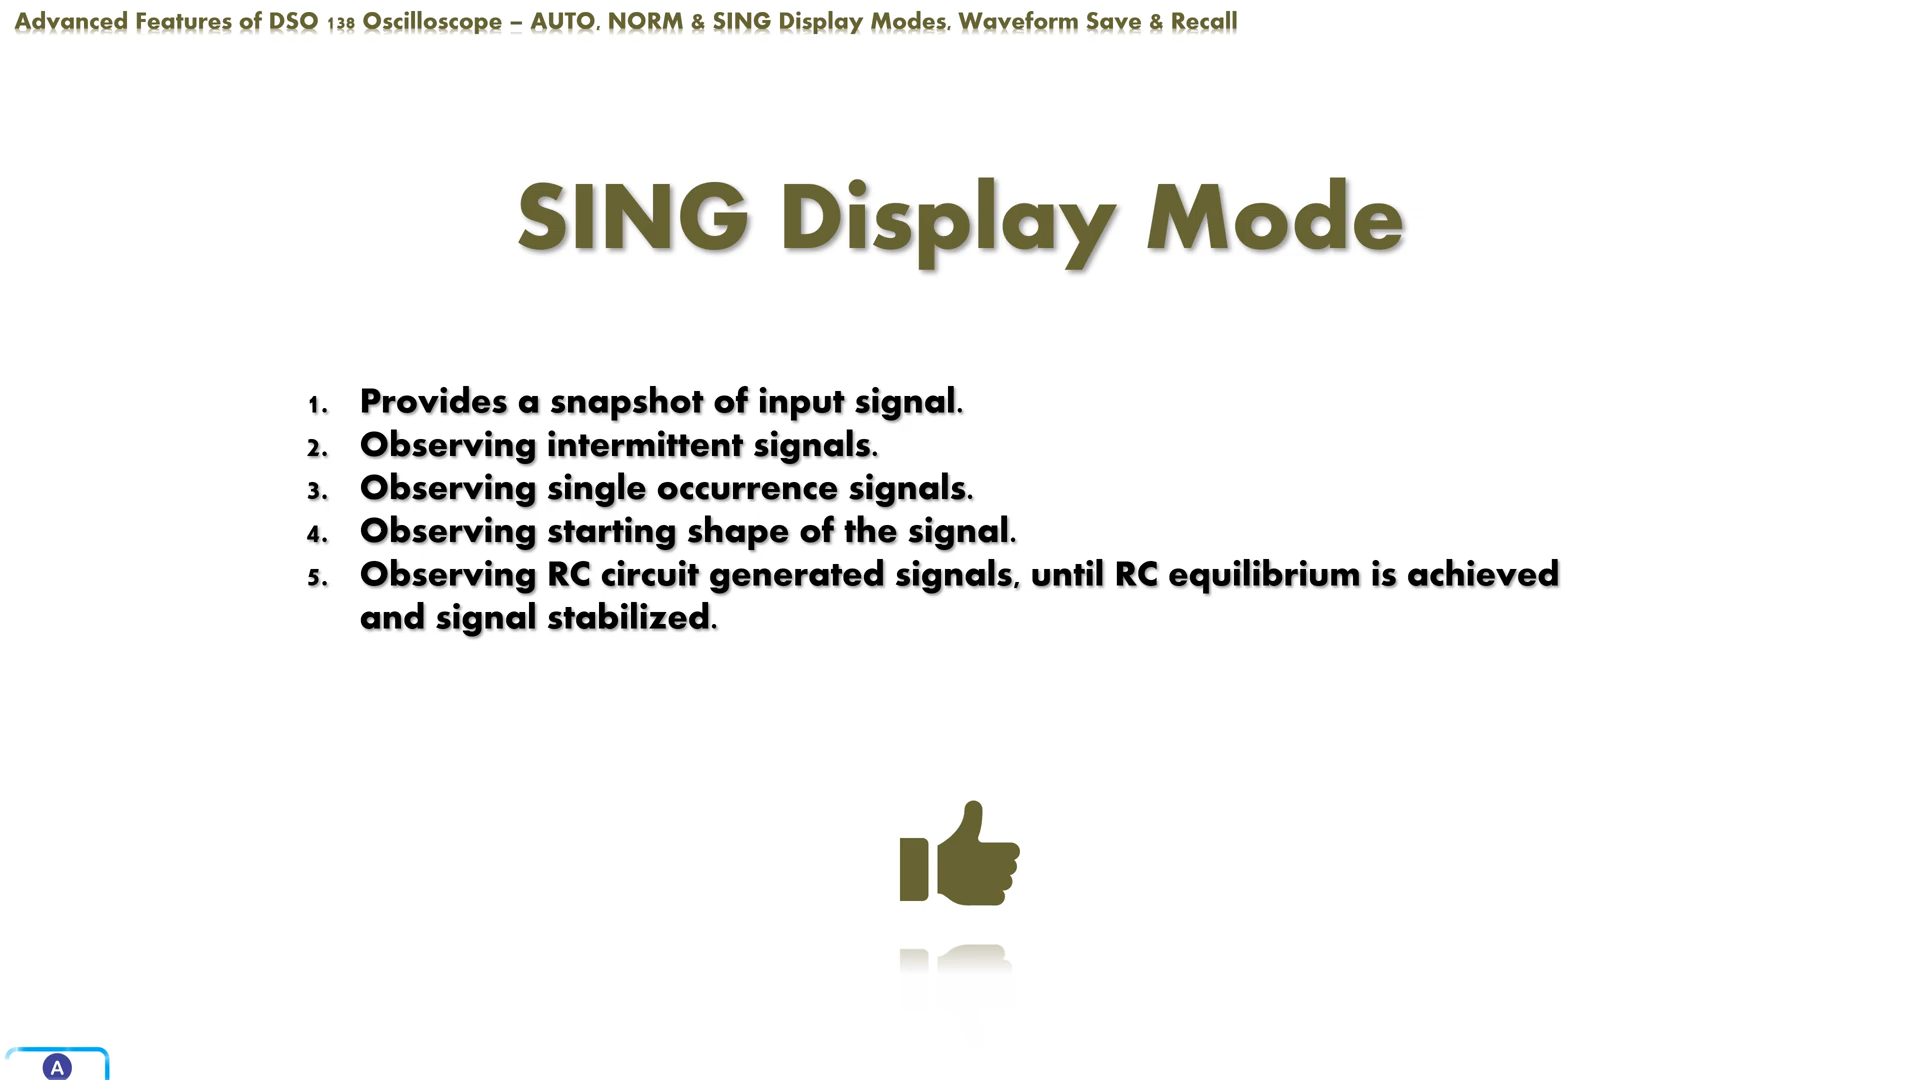 Advanced Features of DSO 138 Oscilloscope – AUTO, NORM & SING Display Modes, Waveform Save & Recall
SING Display Mode
1. Provides a snapshot of input signal.
2. Observing intermittent signals.
3. Observing single occurrence signals.
4. Observing starting shape of the signal.
5. Observing RC circuit generated signals, until RC equilibrium is achieved
and signal stabilized.
A